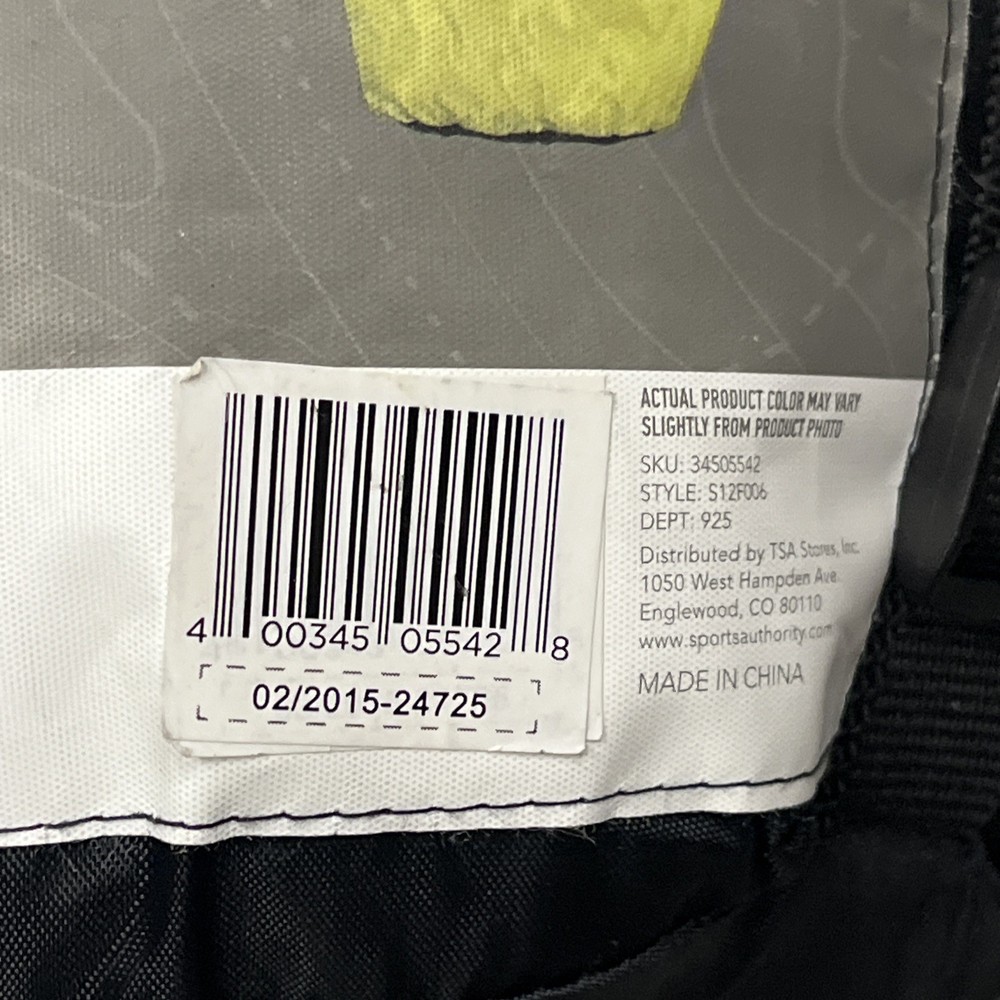 4 00345 05542 8
02/2015-24725
ACTUAL PRODUCT COLOR MAY VARY
SLIGHTLY FROM PRODUCT PHOTO
SKU: 34505542
STYLE: S12F006
DEPT: 925
Distributed by TSA Stores, Inc.
1050 West Hampden Ave.
Englewood, CO 80110
www.sportsauthority.com
MADE IN CHINA